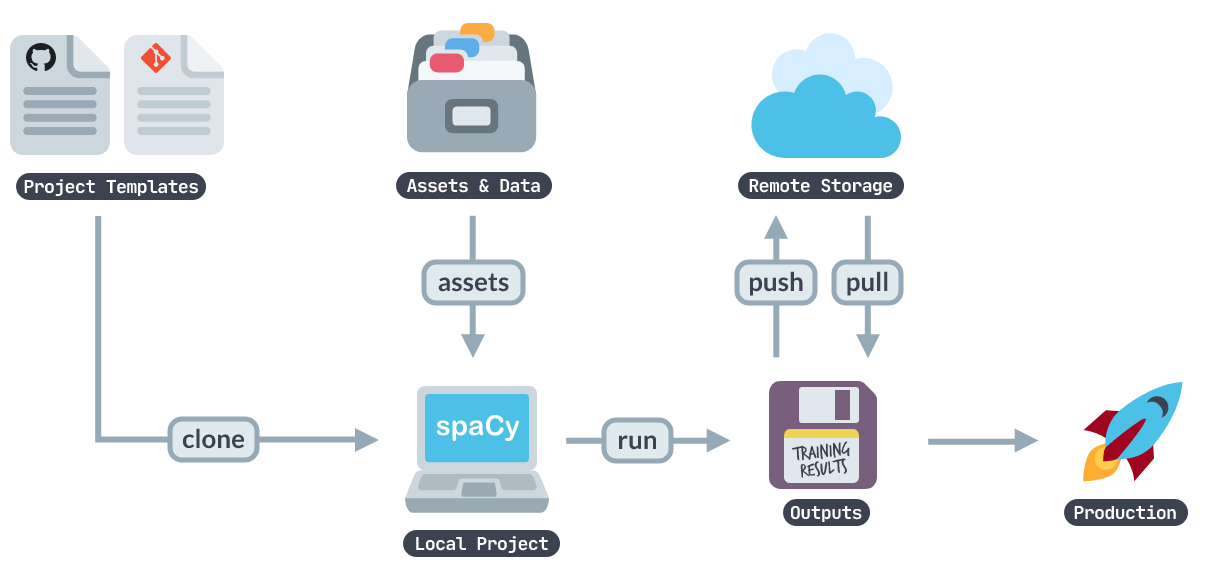 Project Templates
Assets & Data
Remote Storage
assets
push
pull
clone
spaCy
run
TRAINING
RESULTS
Local Project
Outputs
Production